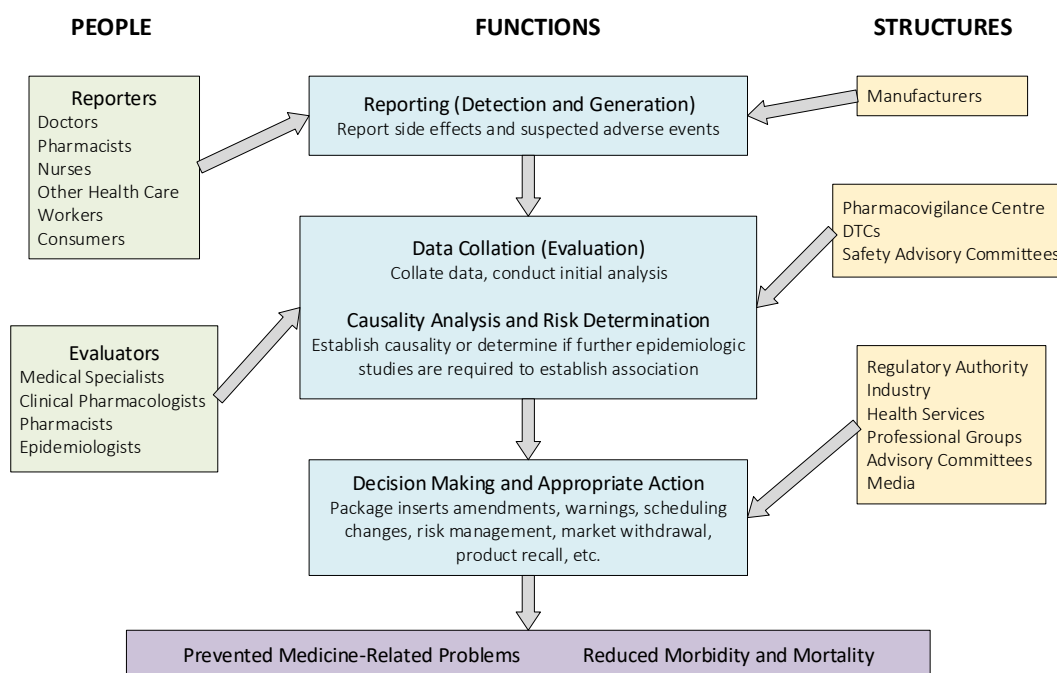 PEOPLE
FUNCTIONS
STRUCTURES
Reporters
Doctors
Pharmacists
Nurses
Other Health Care
Workers
Consumers
Reporting (Detection and Generation)
Report side effects and suspected adverse events
Manufacturers
Data Collation (Evaluation)
Collate data, conduct initial analysis
Causality Analysis and Risk Determination
Establish causality or determine if further epidemiologic
studies are required to establish association
Pharmacovigilance Centre
DTCs
Safety Advisory Committees
Evaluators
Medical Specialists
Clinical Pharmacologists
Pharmacists
Epidemiologists
Regulatory Authority
Industry
Health Services
Professional Groups
Advisory Committees
Media
Decision Making and Appropriate Action
Package inserts amendments, warnings, scheduling
changes, risk management, market withdrawal,
product recall, etc.
Prevented Medicine-Related Problems
Reduced Morbidity and Mortality